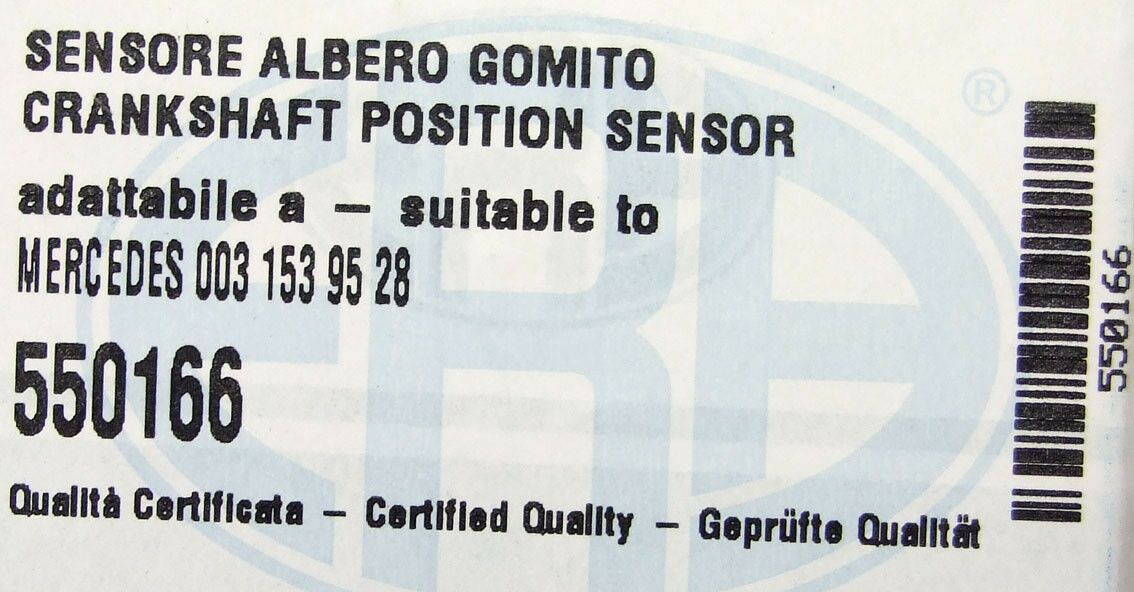 SENSORE ALBERO GOMITO
CRANKSHAFT POSITION SENSOR
adattabile a – suitable to
MERCEDES 003 153 95 28
550166
Qualità Certificata – Certified Quality – Geprüfte Qualität
550166
ERA
®